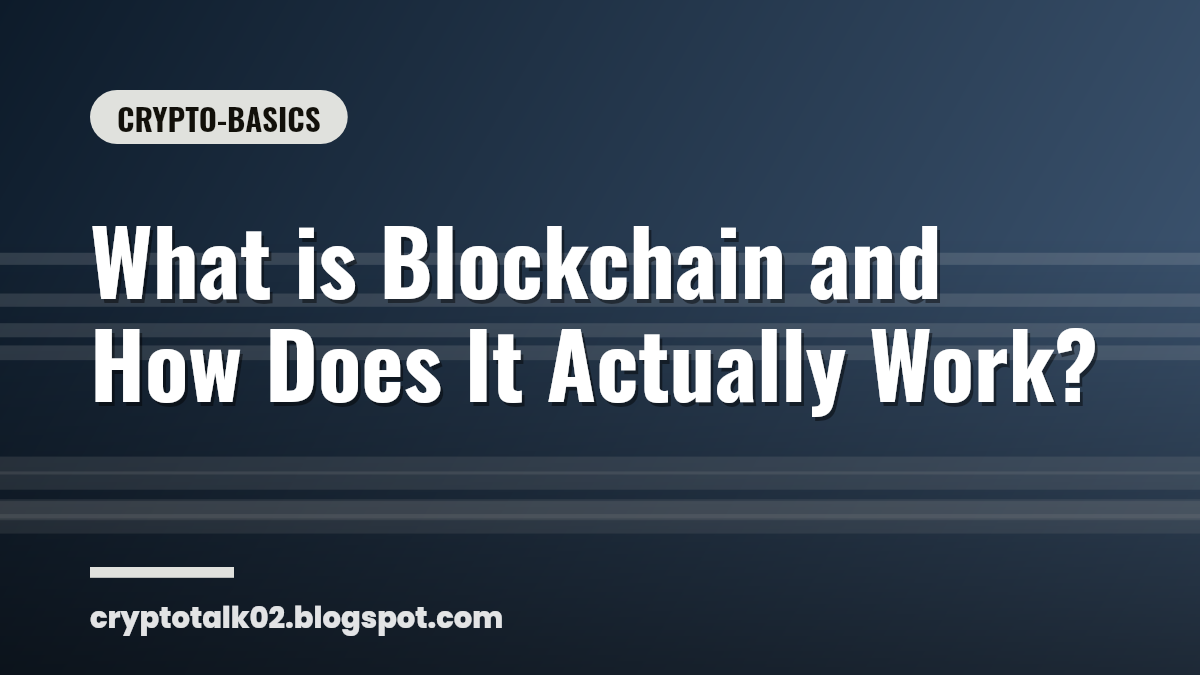 CRYPTO-BASICS
What is Blockchain and
How Does It Actually Work?
cryptotalk02.blogspot.com